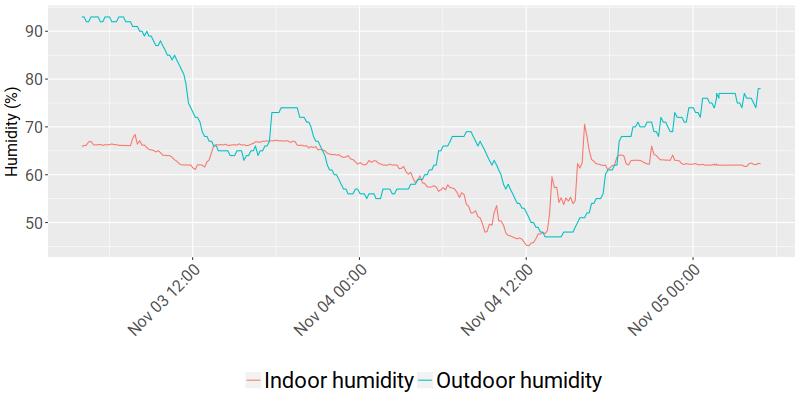 Humidity (%)
90
80
70
60
50
Nov 03 12:00
Nov 04 00:00
Nov 04 12:00
Nov 05 00:00
Indoor humidity
Outdoor humidity